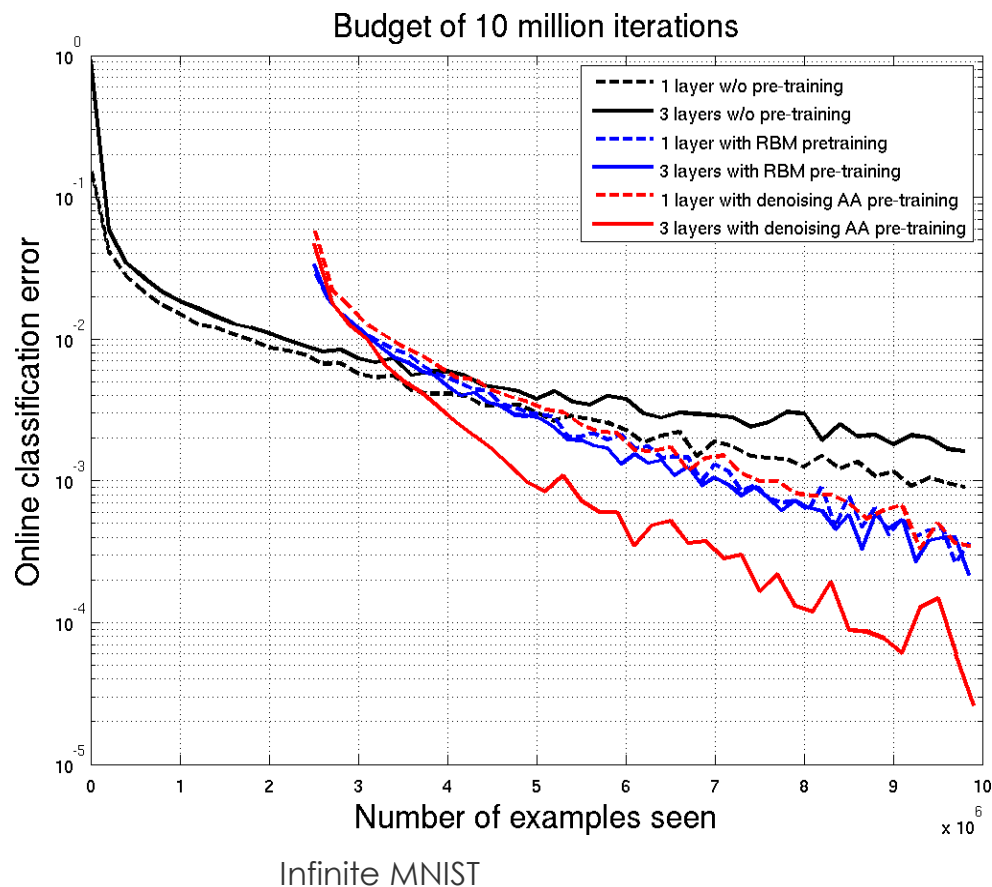 Budget of 10 million iterations
10^0
10^-1
10^-2
10^-3
10^-4
10^-5
Online classification error
1 layer w/o pre-training
3 layers w/o pre-training
1 layer with RBM pretraining
3 layers with RBM pre-training
1 layer with denoising AA pre-training
3 layers with denoising AA pre-training
0 1 2 3 4 5 6 7 8 9 10
Number of examples seen
x 10^6
Infinite MNIST